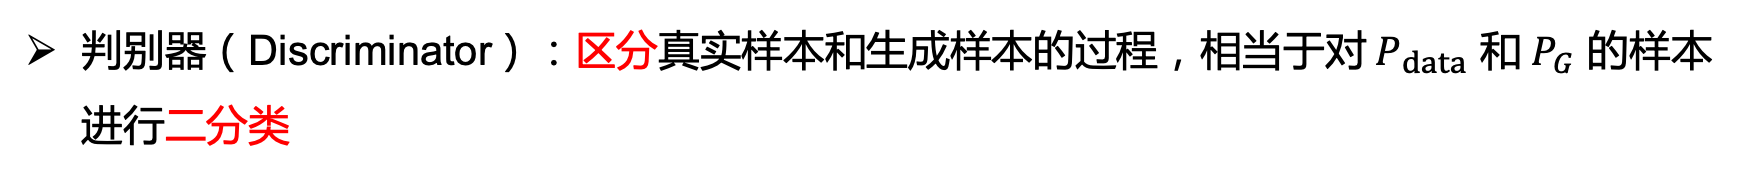 ➢ 判别器（Discriminator）：区分真实样本和生成样本的过程，相当于对 P_data 和 P_G 的样本
进行二分类